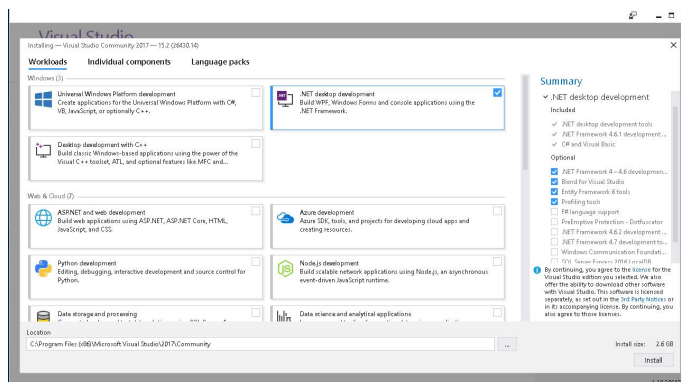 Visual Studio
Installing — Visual Studio Community 2017 — 15.2 (26430.14)
Workloads
Individual components
Language packs
Windows (3)
Universal Windows Platform development
Create applications for the Universal Windows Platform with C#,
VB, JavaScript, or optionally C++.
.NET desktop development
Build WPF, Windows Forms and console applications using the
.NET Framework.
Desktop development with C++
Build classic Windows-based applications using the power of the
Visual C++ toolset, ATL, and optional features like MFC and...
Web & Cloud (7)
ASP.NET and web development
Build web applications using ASP.NET, ASP.NET Core, HTML,
JavaScript, and CSS.
Azure development
Azure SDK, tools, and projects for developing cloud apps and
creating resources.
Python development
Editing, debugging, interactive development and source control for
Python.
Node.js development
Build scalable network applications using Node.js, an asynchronous
event-driven JavaScript runtime.
Data storage and processing
Data science and analytical applications
Summary
.NET desktop development
Included
.NET desktop development tools
.NET Framework 4.6.1 development ...
C# and Visual Basic
Optional
.NET Framework 4 – 4.6 developmen...
Blend for Visual Studio
Entity Framework 6 tools
Profiling tools
F# language support
PreEmptive Protection - Dotfuscator
.NET Framework 4.6.2 development ...
.NET Framework 4.7 development to...
Windows Communication Foundati...
SQL Server Express 2016 LocalDB
By continuing, you agree to the license for the
Visual Studio edition you selected. We also
offer the ability to download other software
with Visual Studio. This software is licensed
separately, as set out in the 3rd Party Notices or
in its accompanying license. By continuing, you
also agree to those licenses.
Location
C:\Program Files (x86)\Microsoft Visual Studio\2017\Community
...
Install size: 2.6 GB
Install